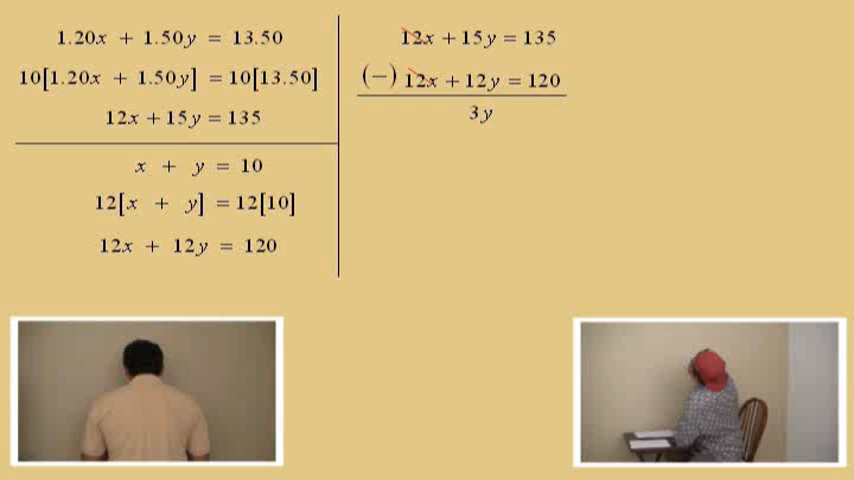 1.20x + 1.50y = 13.50
10[1.20x + 1.50y] = 10[13.50]
12x + 15y = 135
x + y = 10
12[x + y] = 12[10]
12x + 12y = 120
12x + 15y = 135
(−) 12x + 12y = 120
3y